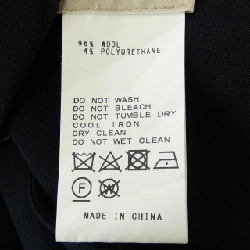 96% WOOL
4% POLYURETHANE
DO NOT WASH
DO NOT BLEACH
DO NOT TUMBLE DRY
COOL IRON
DRY CLEAN
DO NOT WET CLEAN
F W
MADE IN CHINA